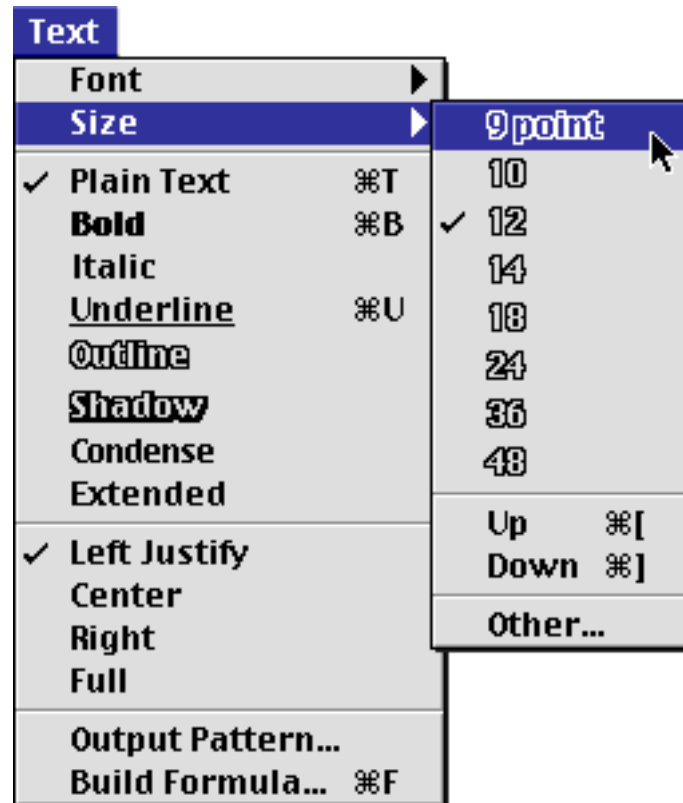 Text
Font
Size
Plain Text ⌘T
Bold ⌘B
Italic
Underline ⌘U
Outline
Shadow
Condense
Extended
Left Justify
Center
Right
Full
Output Pattern...
Build Formula... ⌘F
9 point
10
12
14
18
24
36
48
Up ⌘[
Down ⌘]
Other...